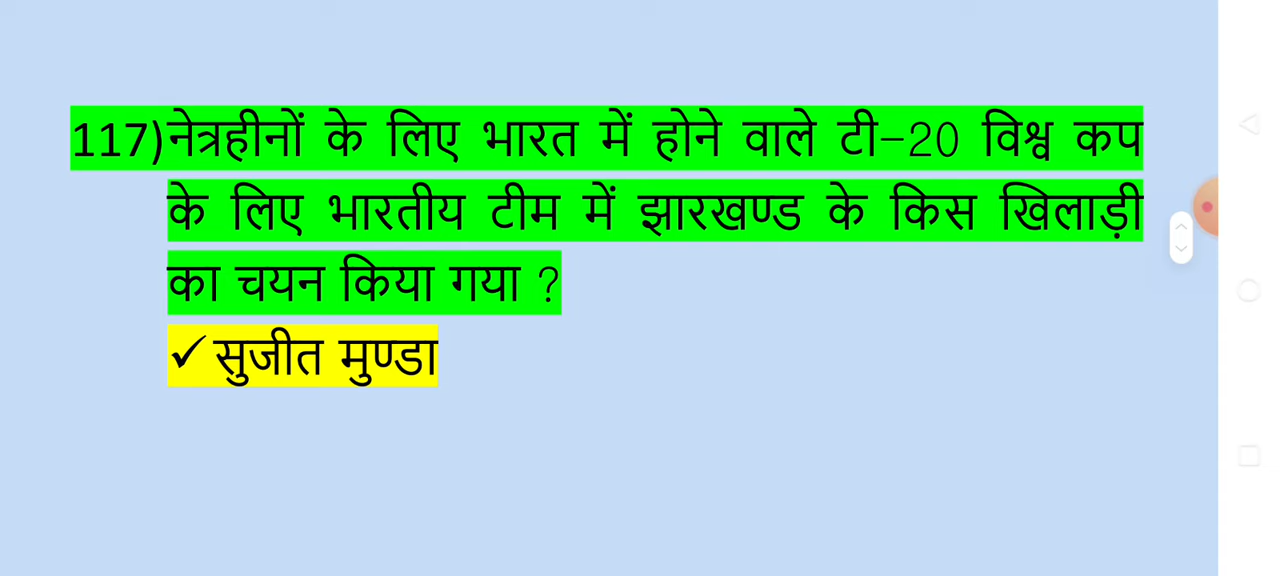 117)नेत्रहीनों के लिए भारत में होने वाले टी-20 विश्व कप
के लिए भारतीय टीम में झारखण्ड के किस खिलाड़ी
का चयन किया गया ?
✓सुजीत मुण्डा